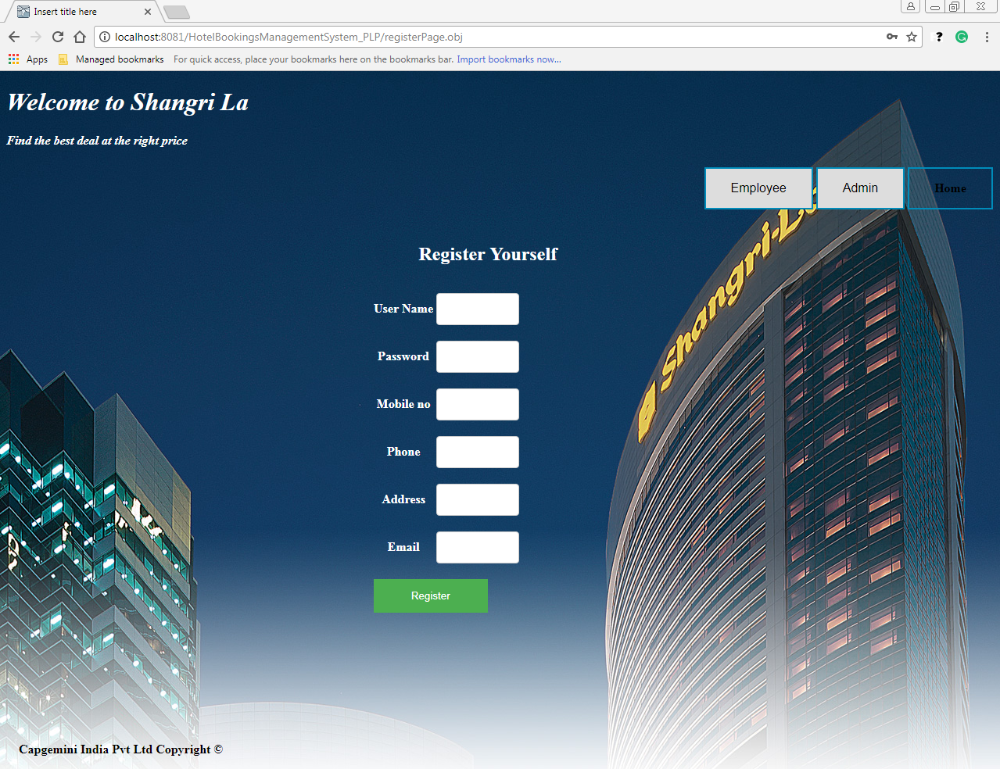 Insert title here
localhost:8081/HotelBookingsManagementSystem_PLP/registerPage.obj
Apps Managed bookmarks For quick access, place your bookmarks here on the bookmarks bar. Import bookmarks now...
Welcome to Shangri La
Find the best deal at the right price
Employee Admin Home
Shangri-La
Register Yourself
User Name
Password
Mobile no
Phone
Address
Email
Register
Capgemini India Pvt Ltd Copyright ©